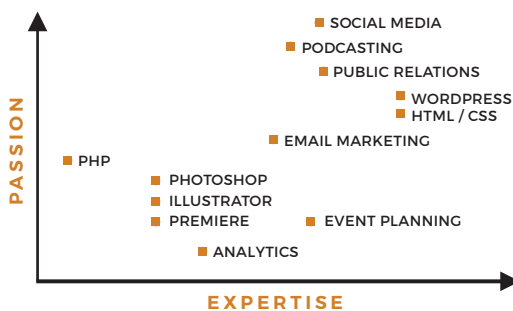 SOCIAL MEDIA
PODCASTING
PUBLIC RELATIONS
WORDPRESS
HTML / CSS
EMAIL MARKETING
PHP
PHOTOSHOP
ILLUSTRATOR
PREMIERE
EVENT PLANNING
ANALYTICS
PASSION
EXPERTISE